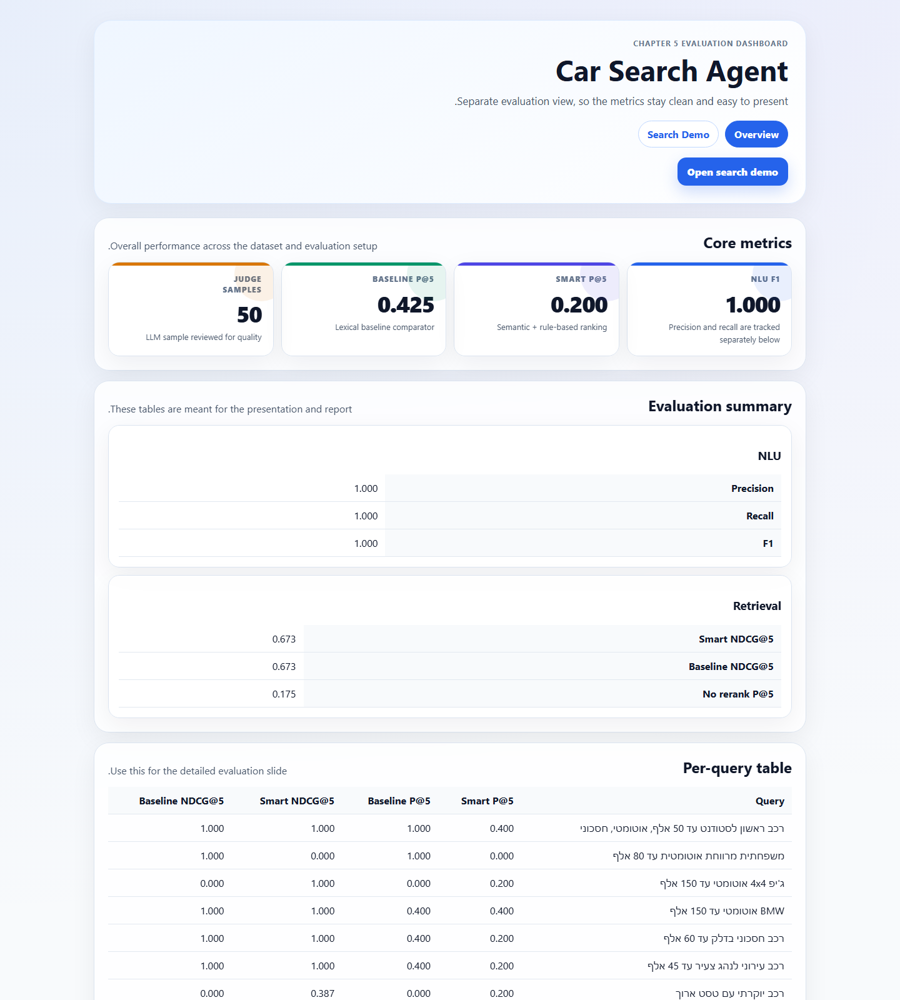 CHAPTER 5 EVALUATION DASHBOARD
Car Search Agent
.Separate evaluation view, so the metrics stay clean and easy to present
Overview
Search Demo
Open search demo
Core metrics
.Overall performance across the dataset and evaluation setup
NLU F1
1.000
Precision and recall are tracked
separately below
SMART P@5
0.200
Semantic + rule-based ranking
BASELINE P@5
0.425
Lexical baseline comparator
JUDGE
SAMPLES
50
LLM sample reviewed for quality
Evaluation summary
.These tables are meant for the presentation and report
NLU
Precision 1.000
Recall 1.000
F1 1.000
Retrieval
Smart NDCG@5 0.673
Baseline NDCG@5 0.673
No rerank P@5 0.175
Per-query table
.Use this for the detailed evaluation slide
Query Smart P@5 Baseline P@5 Smart NDCG@5 Baseline NDCG@5
רכב ראשון לסטודנט עד 50 אלף, אוטומטי, חסכוני 0.400 1.000 1.000 1.000
משפחתית מרווחת אוטומטית עד 80 אלף 0.000 1.000 0.000 1.000
ג'יפ 4x4 אוטומטי עד 150 אלף 0.200 0.000 1.000 0.000
BMW אוטומטי עד 150 אלף 0.400 0.400 1.000 1.000
רכב חסכוני בדלק עד 60 אלף 0.200 0.400 1.000 1.000
רכב עירוני לנהג צעיר עד 45 אלף 0.200 0.400 1.000 1.000
רכב יוקרתי עם טסט ארוך 0.200 0.000 0.387 0.000